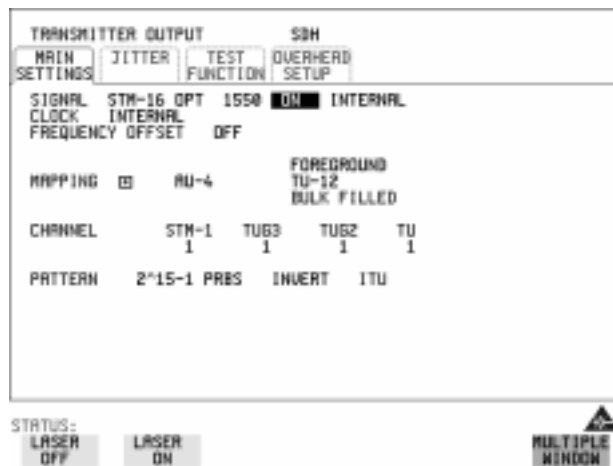 TRANSMITTER OUTPUT SDH
MAIN SETTINGS JITTER TEST FUNCTION OVERHEAD SETUP
SIGNAL STM-16 OPT 1550 ON INTERNAL
CLOCK INTERNAL
FREQUENCY OFFSET OFF
FOREGROUND
MAPPING AU-4 TU-12
BULK FILLED
CHANNEL STM-1 TUG3 TUG2 TU
1 1 1 1
PATTERN 2^15-1 PRBS INVERT ITU
STATUS:
LASER OFF LASER ON MULTIPLE WINDOW